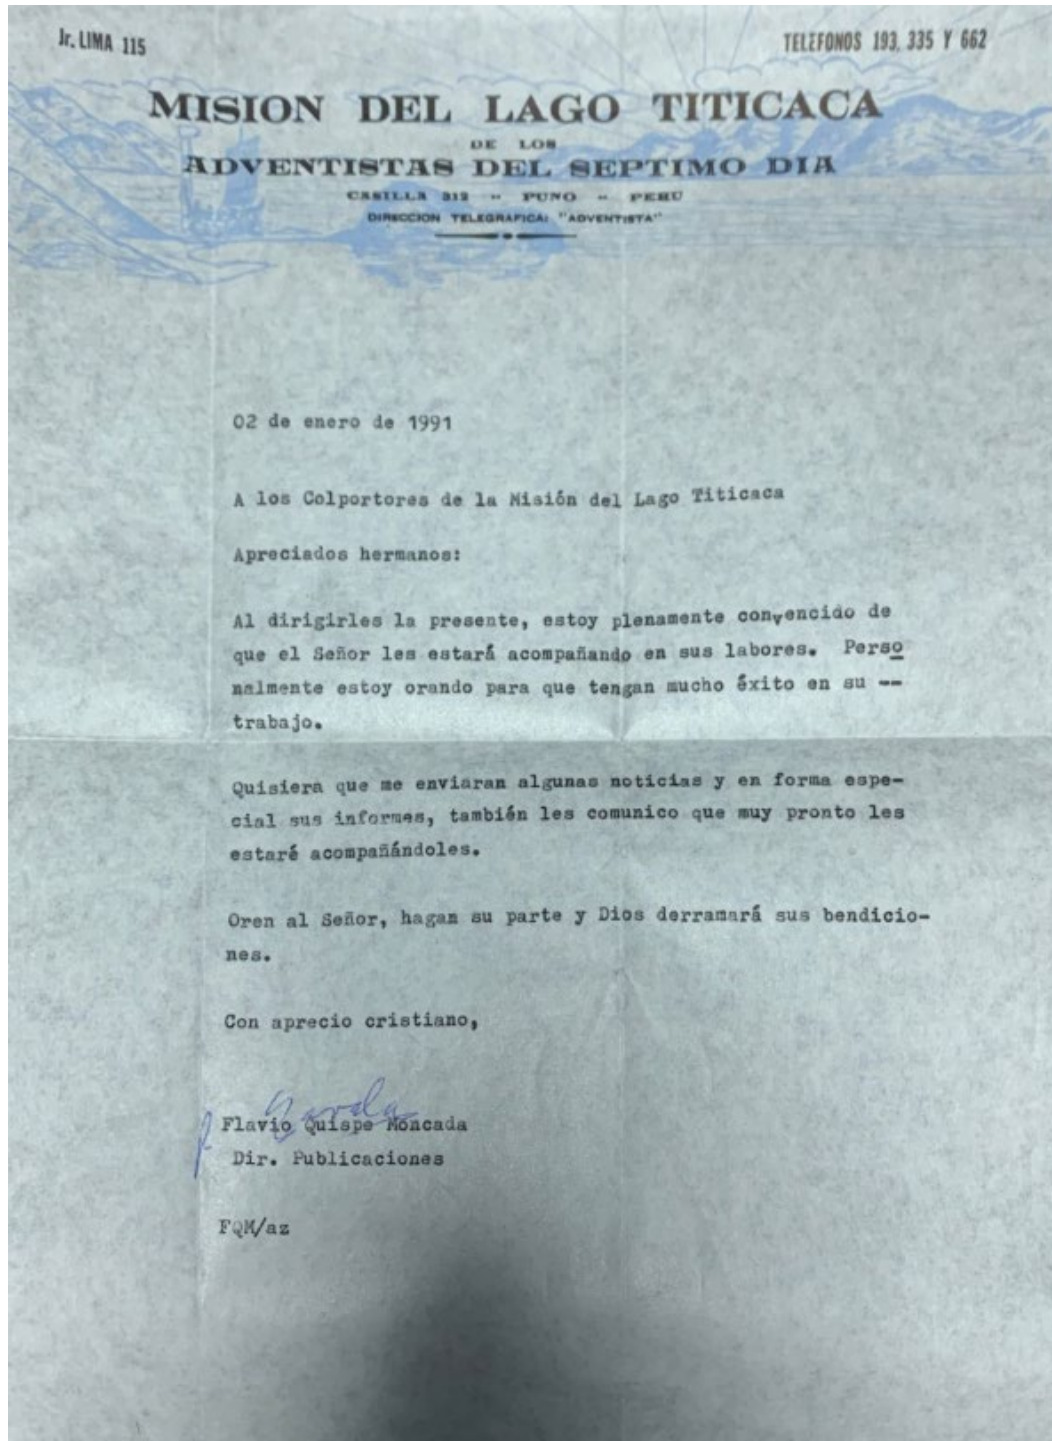 Jr. LIMA 115
TELEFONOS 193, 335 Y 662
MISION DEL LAGO TITICACA
DE LOS
ADVENTISTAS DEL SEPTIMO DIA
CASILLA 312 - PUNO - PERU
DIRECCION TELEGRAFICA: "ADVENTISTA"
02 de enero de 1991
A los Colportores de la Misión del Lago Titicaca
Apreciados hermanos:
Al dirigirles la presente, estoy plenamente convencido de
que el Señor les estará acompañando en sus labores. Perso
nalmente estoy orando para que tengan mucho éxito en su --
trabajo.
Quisiera que me enviaran algunas noticias y en forma espe-
cial sus informes, también les comunico que muy pronto les
estaré acompañándoles.
Oren al Señor, hagan su parte y Dios derramará sus bendicio-
nes.
Con aprecio cristiano,
Flavio Quispe Moncada
Dir. Publicaciones
FQM/az